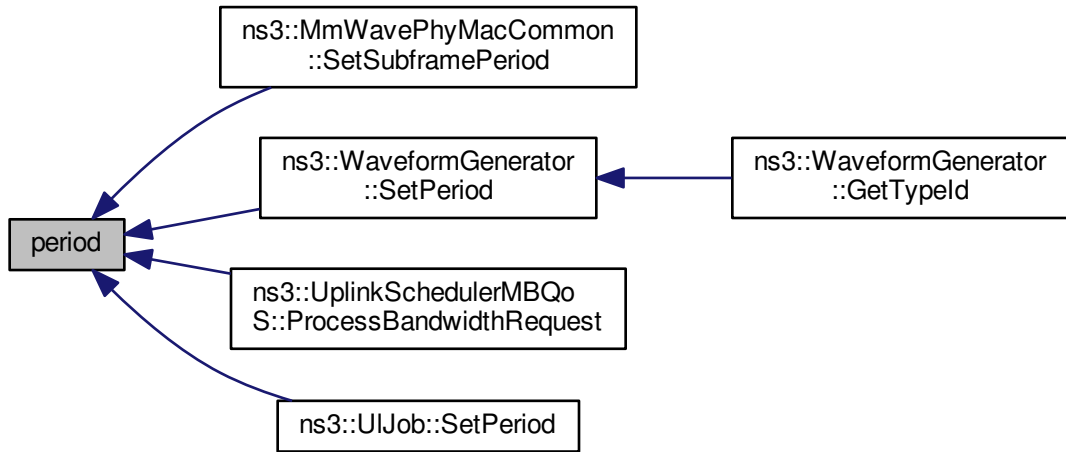 ns3::MmWavePhyMacCommon
::SetSubframePeriod
ns3::WaveformGenerator
::SetPeriod
ns3::WaveformGenerator
::GetTypeId
period
ns3::UplinkSchedulerMBQo
S::ProcessBandwidthRequest
ns3::UlJob::SetPeriod